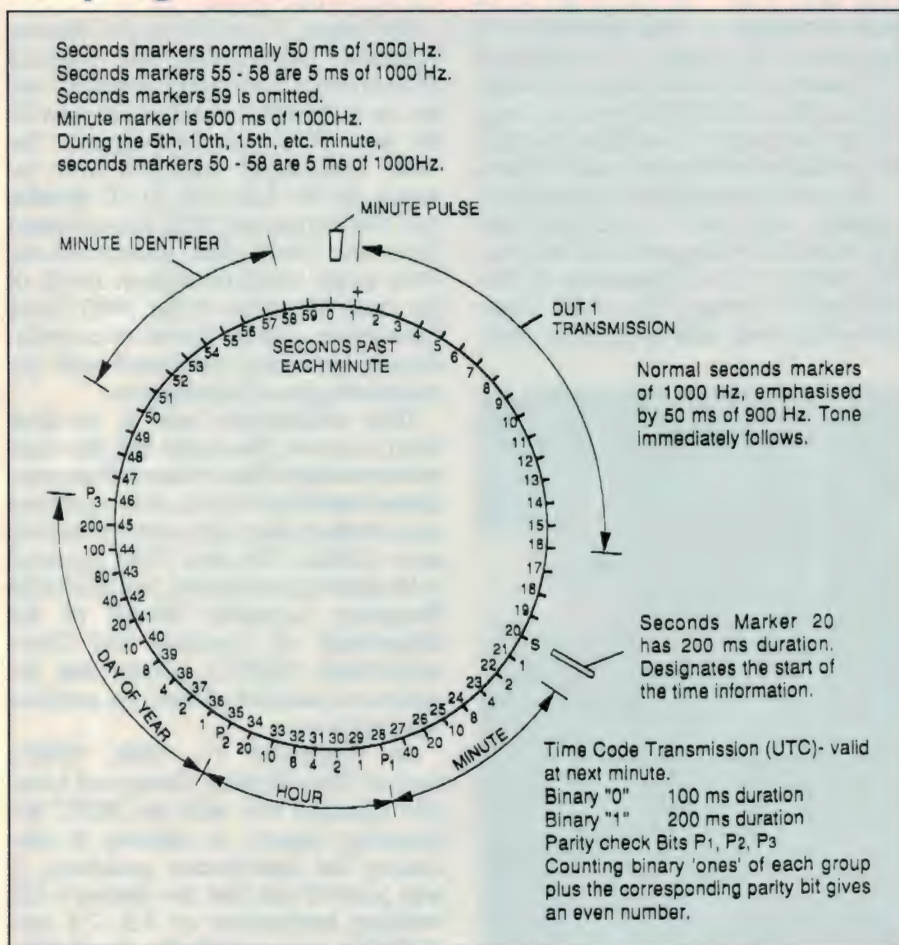 Seconds markers normally 50 ms of 1000 Hz.
Seconds markers 55 - 58 are 5 ms of 1000 Hz.
Seconds markers 59 is omitted.
Minute marker is 500 ms of 1000Hz.
During the 5th, 10th, 15th, etc. minute,
seconds markers 50 - 58 are 5 ms of 1000Hz.
MINUTE PULSE
MINUTE IDENTIFIER
+
DUT 1
TRANSMISSION
SECONDS PAST
EACH MINUTE
0 1 2 3 4 5 6 7 8 9 10 11 12 13 14 15 16 17 18 19 20 21 22 23 24 25 26 27 28 29 30 31 32 33 34 35 36 37 38 39 40 41 42 43 44 45 46 47 48 49 50 51 52 53 54 55 56 57 58 59
Normal seconds markers
of 1000 Hz, emphasised
by 50 ms of 900 Hz. Tone
immediately follows.
S 1 2 4 8 10 20 40 P1
MINUTE
1 2 4 8 10 20 P2
HOUR
1 2 4 8 10 20 40 80 100 200 P3
DAY OF YEAR
Seconds Marker 20
has 200 ms duration.
Designates the start of
the time information.
Time Code Transmission (UTC)- valid
at next minute.
Binary "0" 100 ms duration
Binary "1" 200 ms duration
Parity check Bits P1, P2, P3
Counting binary 'ones' of each group
plus the corresponding parity bit gives
an even number.